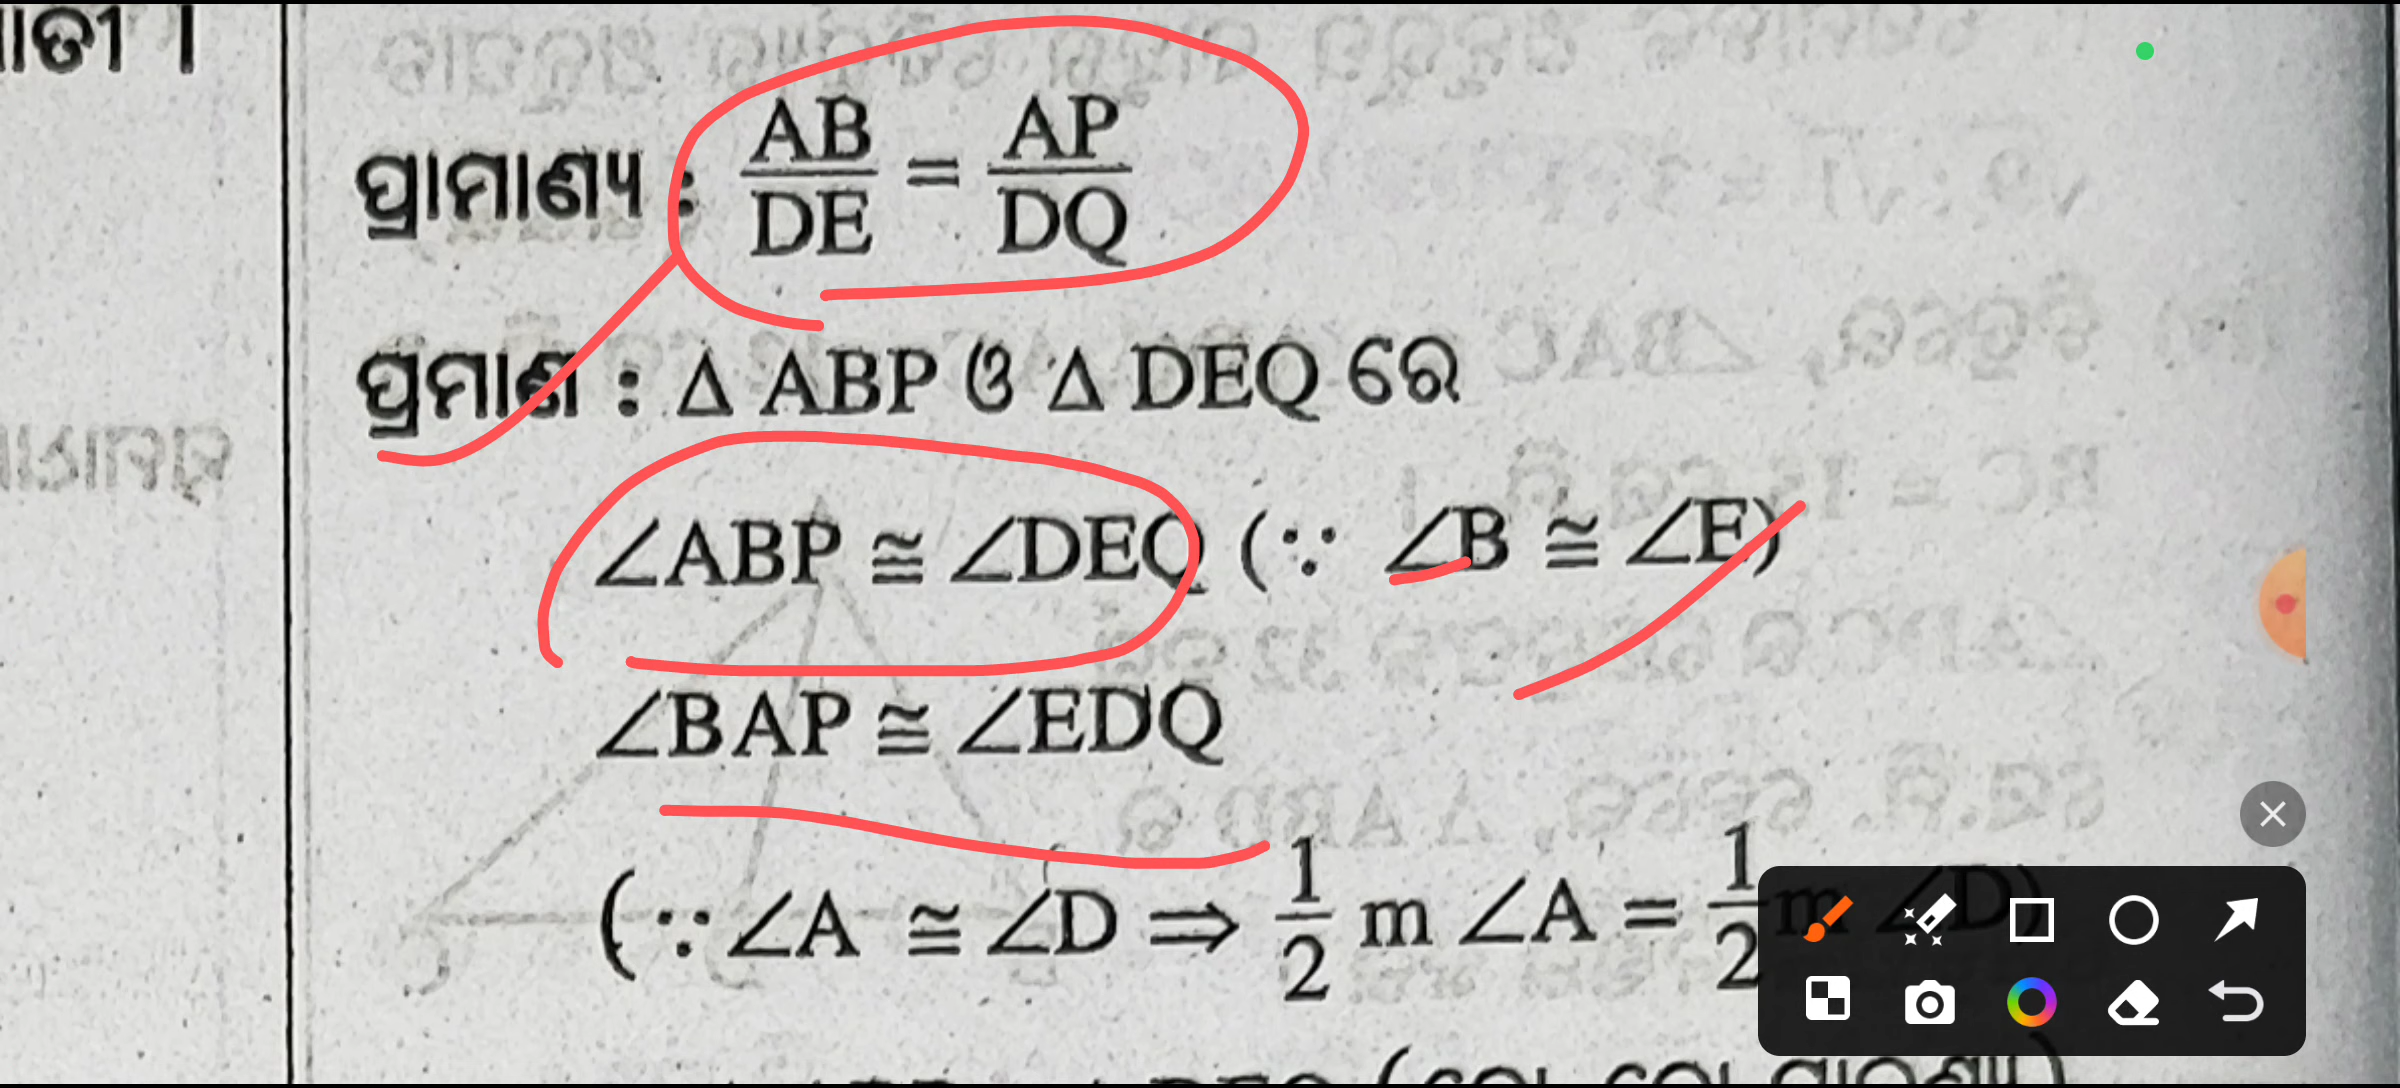 ପ୍ରାମାଣ୍ୟ : AB/DE = AP/DQ
ପ୍ରମାଣ : Δ ABP ଓ Δ DEQ ରେ
∠ABP ≅ ∠DEQ (∵ ∠B ≅ ∠E)
∠BAP ≅ ∠EDQ
(∵ ∠A ≅ ∠D ⇒ 1/2 m ∠A = 1/2 m ∠D)